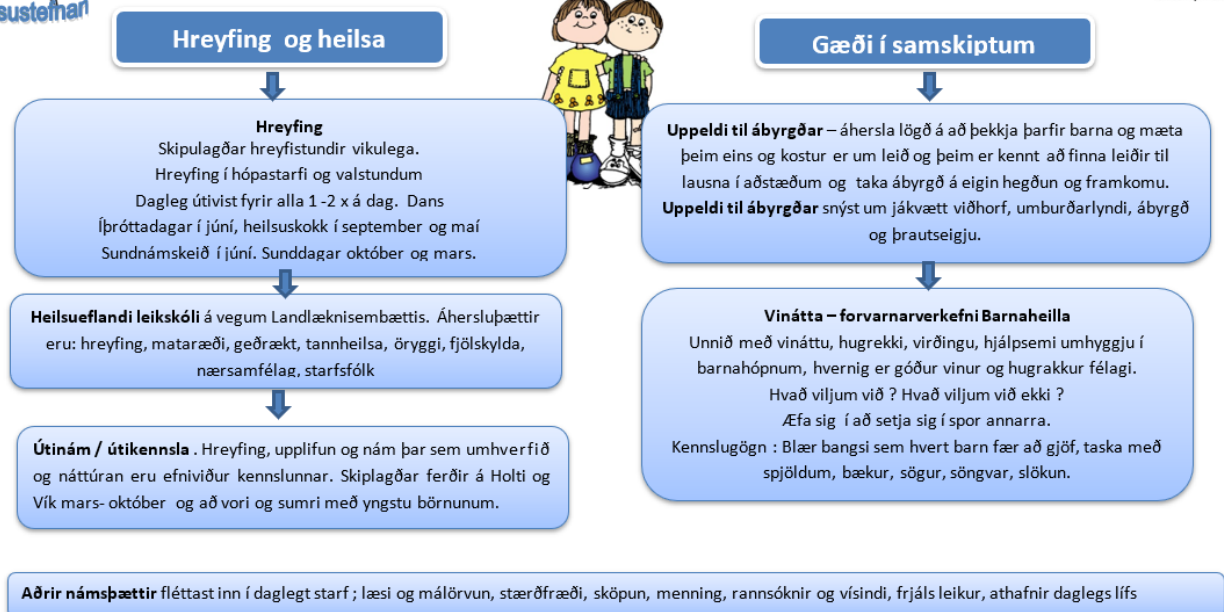 Hreyfing og heilsa
Hreyfing
Skipulagðar hreyfistundir vikulega.
Hreyfing í hópastarfi og valstundum
Dagleg útivist fyrir alla 1 -2 x á dag. Dans
Íþróttadagar í júní, heilsuskokk í september og maí
Sundnámskeið í júní. Sunddagar október og mars.
Heilsueflandi leikskóli á vegum Landlæknisembættis. Áhersluþættir
eru: hreyfing, mataræði, geðrækt, tannheilsa, öryggi, fjölskylda,
nærsamfélag, starfsfólk
Útinám / útikennsla . Hreyfing, upplifun og nám þar sem umhverfið
og náttúran eru efniviður kennslunnar. Skiplagðar ferðir á Holti og
Vík mars- október og að vori og sumri með yngstu börnunum.
Gæði í samskiptum
Uppeldi til ábyrgðar – áhersla lögð á að þekkja þarfir barna og mæta
þeim eins og kostur er um leið og þeim er kennt að finna leiðir til
lausna í aðstæðum og taka ábyrgð á eigin hegðun og framkomu.
Uppeldi til ábyrgðar snýst um jákvætt viðhorf, umburðarlyndi, ábyrgð
og þrautseigju.
Vinátta – forvarnarverkefni Barnaheilla
Unnið með vináttu, hugrekki, virðingu, hjálpsemi umhyggju í
barnahópnum, hvernig er góður vinur og hugrakkur félagi.
Hvað viljum við ? Hvað viljum við ekki ?
Æfa sig í að setja sig í spor annarra.
Kennslugögn : Blær bangsi sem hvert barn fær að gjöf, taska með
spjöldum, bækur, sögur, söngvar, slökun.
Aðrir námsþættir fléttast inn í daglegt starf ; læsi og málörvun, stærðfræði, sköpun, menning, rannsóknir og vísindi, frjáls leikur, athafnir daglegs lífs